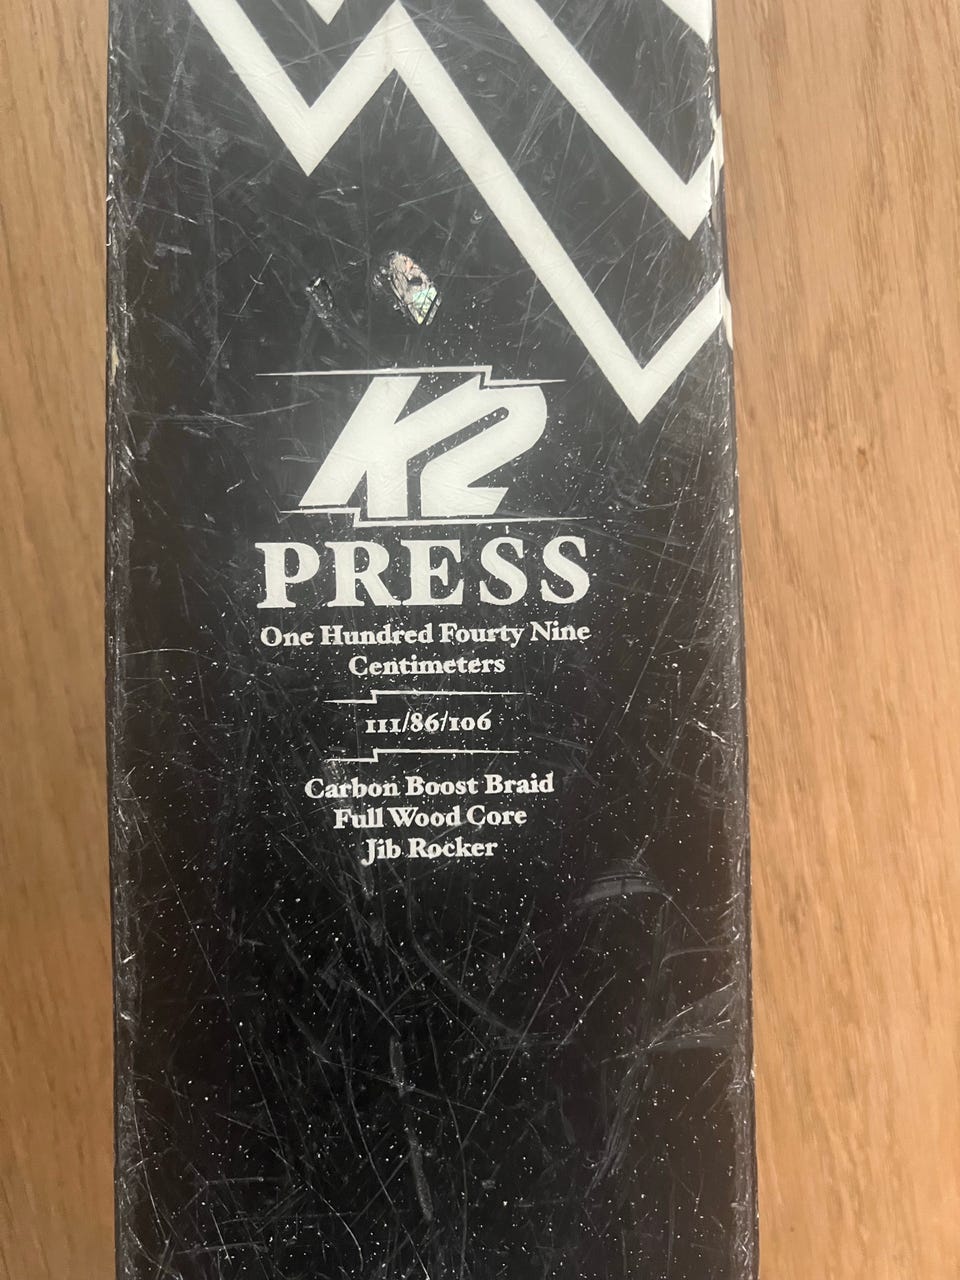 K2
PRESS
One Hundred Fourty Nine
Centimeters
111/86/106
Carbon Boost Braid
Full Wood Core
Jib Rocker